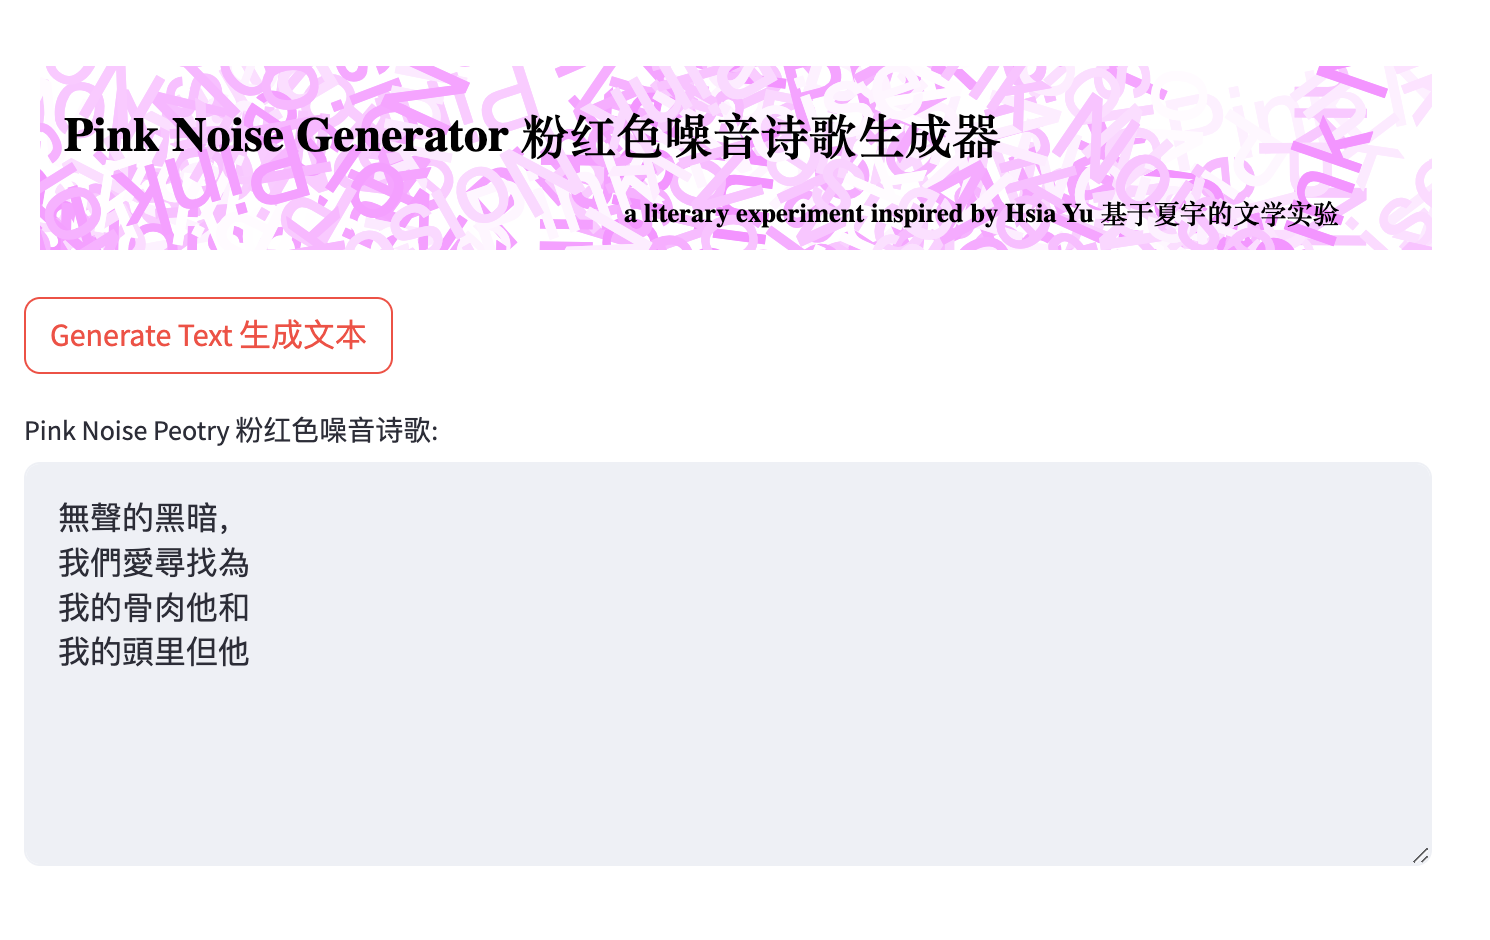 Pink Noise Generator 粉红色噪音诗歌生成器
a literary experiment inspired by Hsia Yu 基于夏宇的文学实验
Generate Text 生成文本
Pink Noise Peotry 粉红色噪音诗歌:
無聲的黑暗，
我們愛尋找為
我的骨肉他和
我的頭里但他